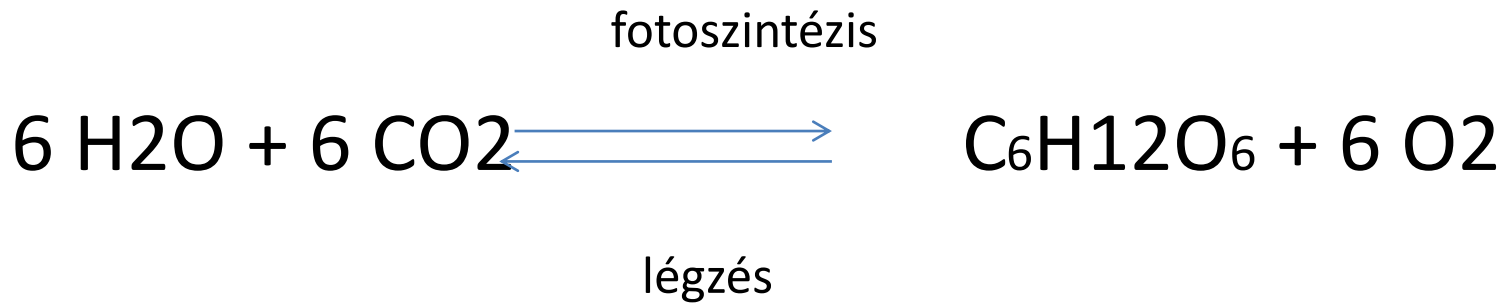 fotoszintézis
6 H2O + 6 CO2 C₆H12O₆ + 6 O2
légzés